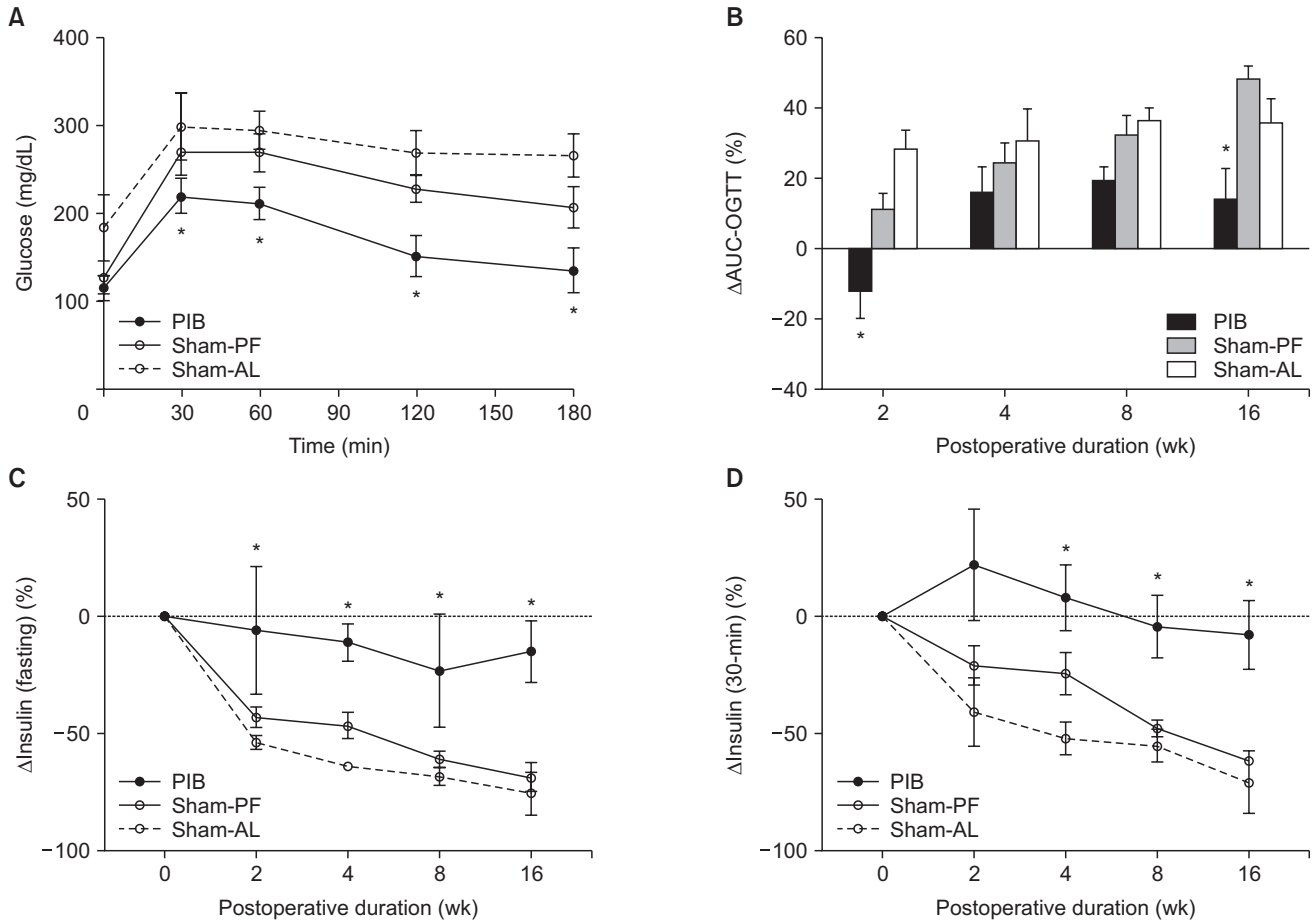 A
400
300
200
100
0
30
60
90
120
150
180
Glucose (mg/dL)
Time (min)
* * * *
PIB
Sham-PF
Sham-AL
B
60
40
20
0
−20
−40
2
4
8
16
ΔAUC-OGTT (%)
Postoperative duration (wk)
* *
PIB
Sham-PF
Sham-AL
C
50
0
−50
−100
0
2
4
8
16
ΔInsulin (fasting) (%)
Postoperative duration (wk)
* * * *
PIB
Sham-PF
Sham-AL
D
50
0
−50
−100
0
2
4
8
16
ΔInsulin (30-min) (%)
Postoperative duration (wk)
* * *
PIB
Sham-PF
Sham-AL